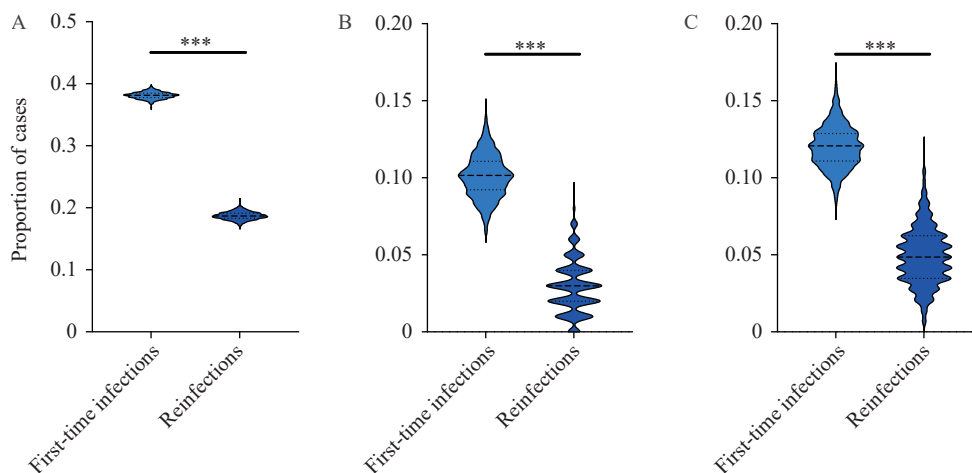 A
Proportion of cases
0.5
0.4
0.3
0.2
0.1
0
***
First-time infections
Reinfections
B
0.20
0.15
0.10
0.05
0
***
First-time infections
Reinfections
C
0.20
0.15
0.10
0.05
0
***
First-time infections
Reinfections